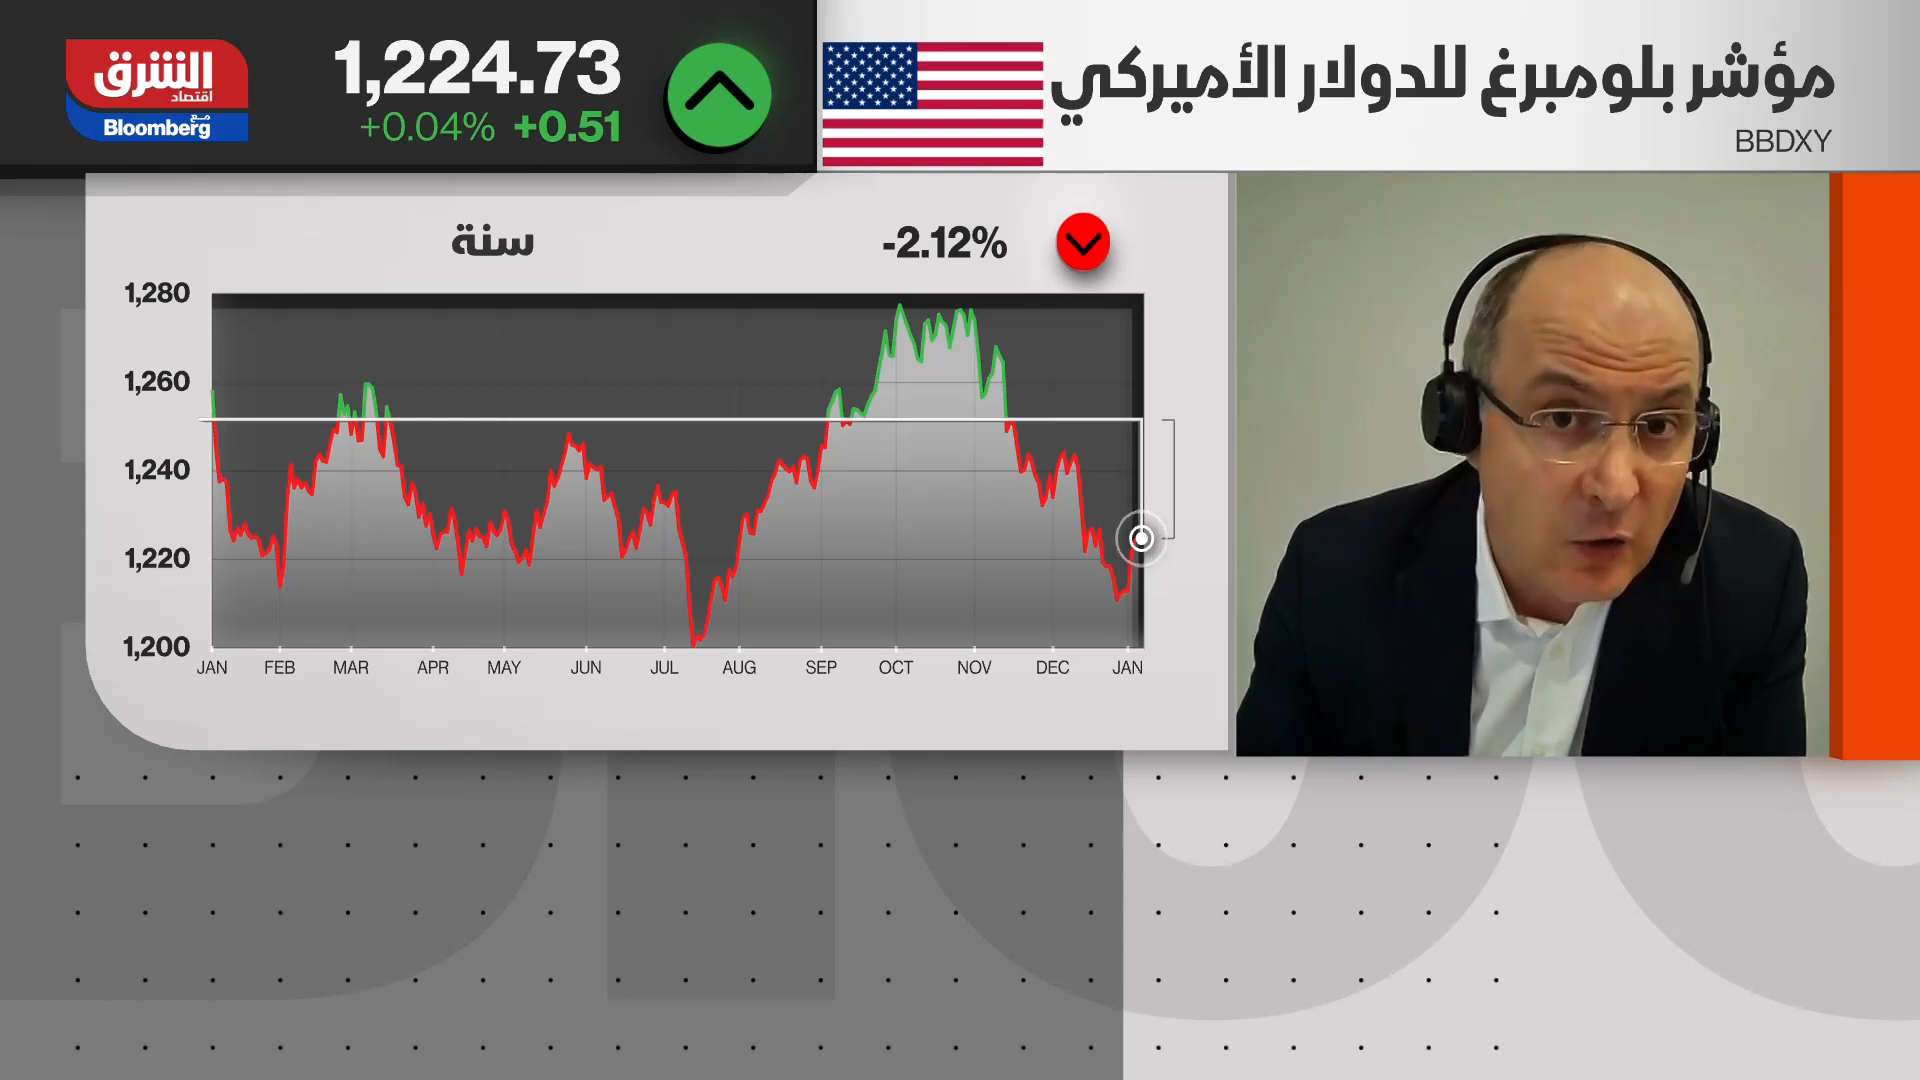 مؤشر بلومبرغ للدولار الأميركي
BBDXY
1,224.73
+0.04% +0.51
الشرق
اقتصاد
مع
Bloomberg
سنة
-2.12%
1,280
1,260
1,240
1,220
1,200
JAN FEB MAR APR MAY JUN JUL AUG SEP OCT NOV DEC JAN